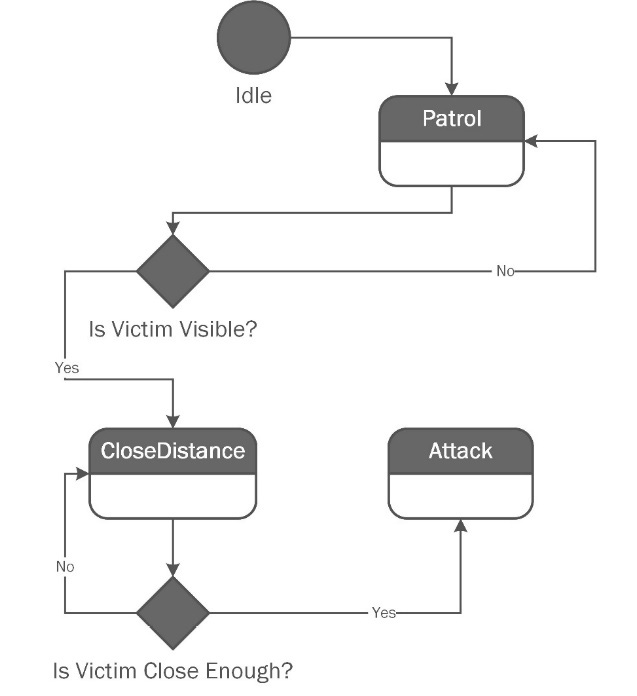 Idle
Patrol
No
Is Victim Visible?
Yes
CloseDistance
Attack
No
Yes
Is Victim Close Enough?